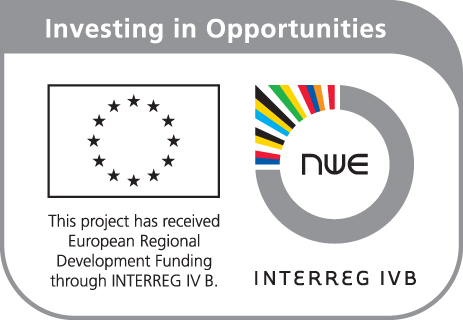 Investing in Opportunities
nwe
This project has received
European Regional
Development Funding
through INTERREG IV B.
INTERREG IVB